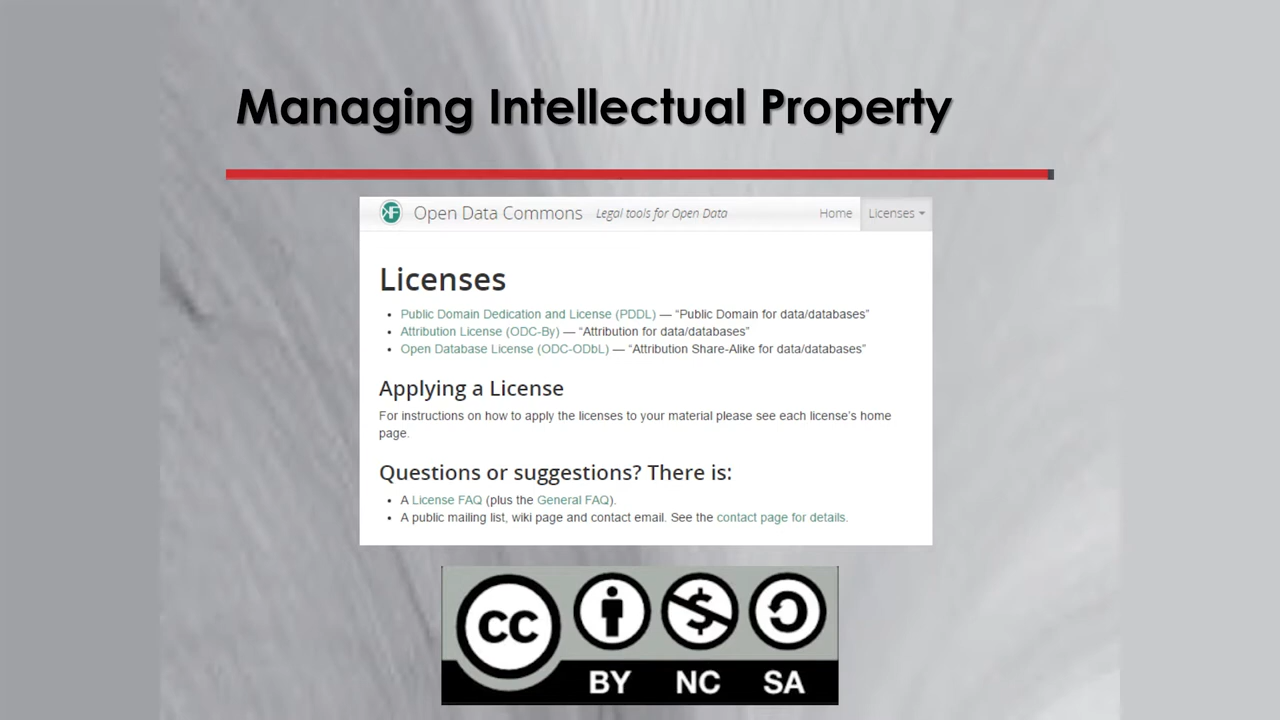 Managing Intellectual Property
Open Data Commons Legal tools for Open Data Home Licenses
Licenses
• Public Domain Dedication and License (PDDL) — “Public Domain for data/databases”
• Attribution License (ODC-By) — “Attribution for data/databases”
• Open Database License (ODC-ODbL) — “Attribution Share-Alike for data/databases”
Applying a License
For instructions on how to apply the licenses to your material please see each license’s home
page.
Questions or suggestions? There is:
• A License FAQ (plus the General FAQ).
• A public mailing list, wiki page and contact email. See the contact page for details.
CC
BY NC SA